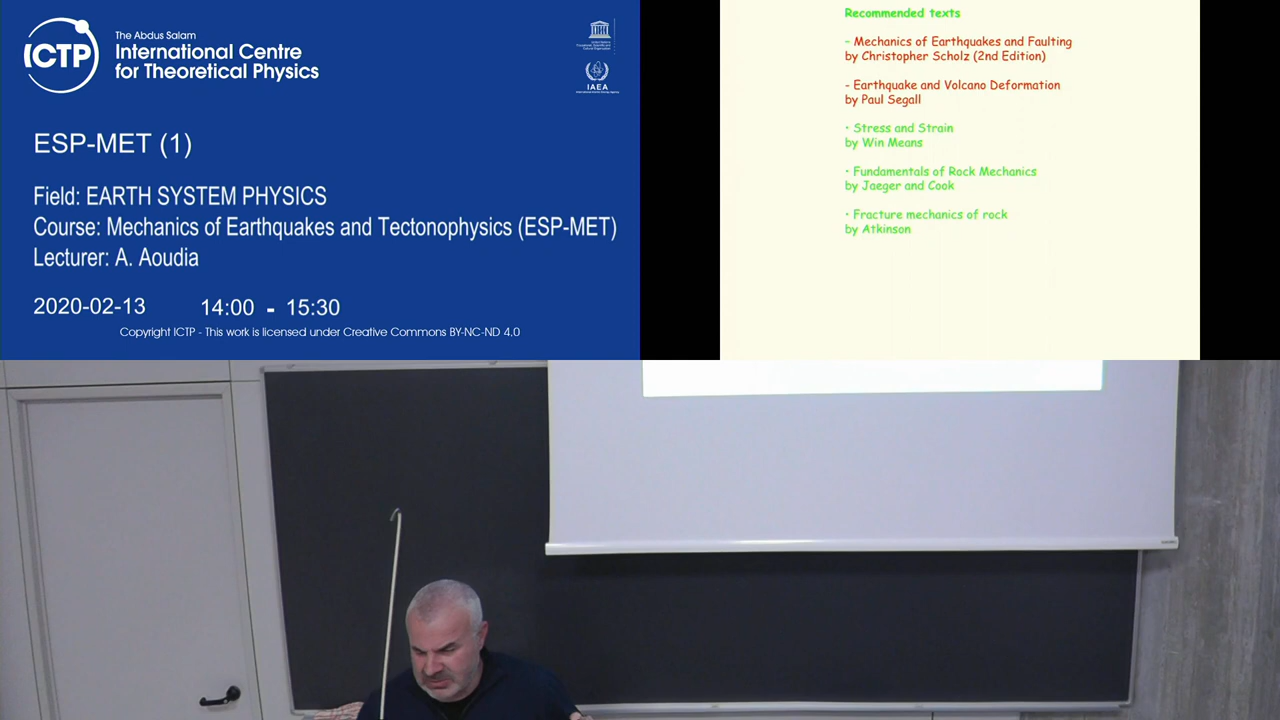 ICTP
The Abdus Salam
International Centre
for Theoretical Physics
IAEA
ESP-MET (1)
Field: EARTH SYSTEM PHYSICS
Course: Mechanics of Earthquakes and Tectonophysics (ESP-MET)
Lecturer: A. Aoudia
2020-02-13 14:00 - 15:30
Copyright ICTP - This work is licensed under Creative Commons BY-NC-ND 4.0
Recommended texts
- Mechanics of Earthquakes and Faulting
by Christopher Scholz (2nd Edition)
- Earthquake and Volcano Deformation
by Paul Segall
• Stress and Strain
by Win Means
• Fundamentals of Rock Mechanics
by Jaeger and Cook
• Fracture mechanics of rock
by Atkinson